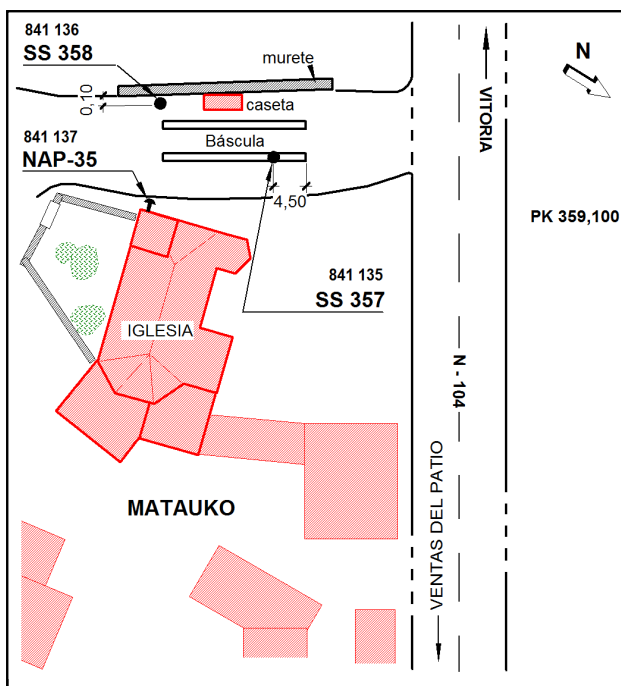 841 136
SS 358
murete
N
0,10
caseta
VITORIA
841 137
NAP-35
Báscula
4,50
PK 359,100
841 135
SS 357
IGLESIA
N - 104
MATAUKO
VENTAS DEL PATIO